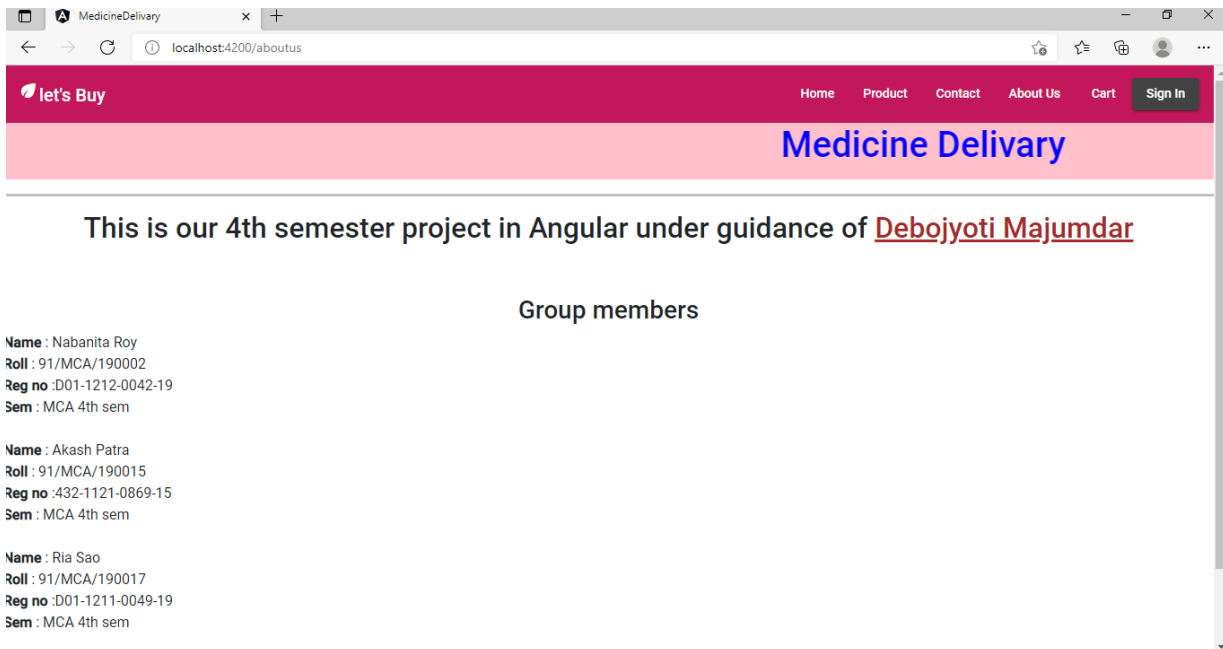 MedicineDelivary
localhost:4200/aboutus
let's Buy Home Product Contact About Us Cart Sign In
Medicine Delivary
This is our 4th semester project in Angular under guidance of Debojyoti Majumdar
Group members
Name : Nabanita Roy
Roll : 91/MCA/190002
Reg no :D01-1212-0042-19
Sem : MCA 4th sem
Name : Akash Patra
Roll : 91/MCA/190015
Reg no :432-1121-0869-15
Sem : MCA 4th sem
Name : Ria Sao
Roll : 91/MCA/190017
Reg no :D01-1211-0049-19
Sem : MCA 4th sem